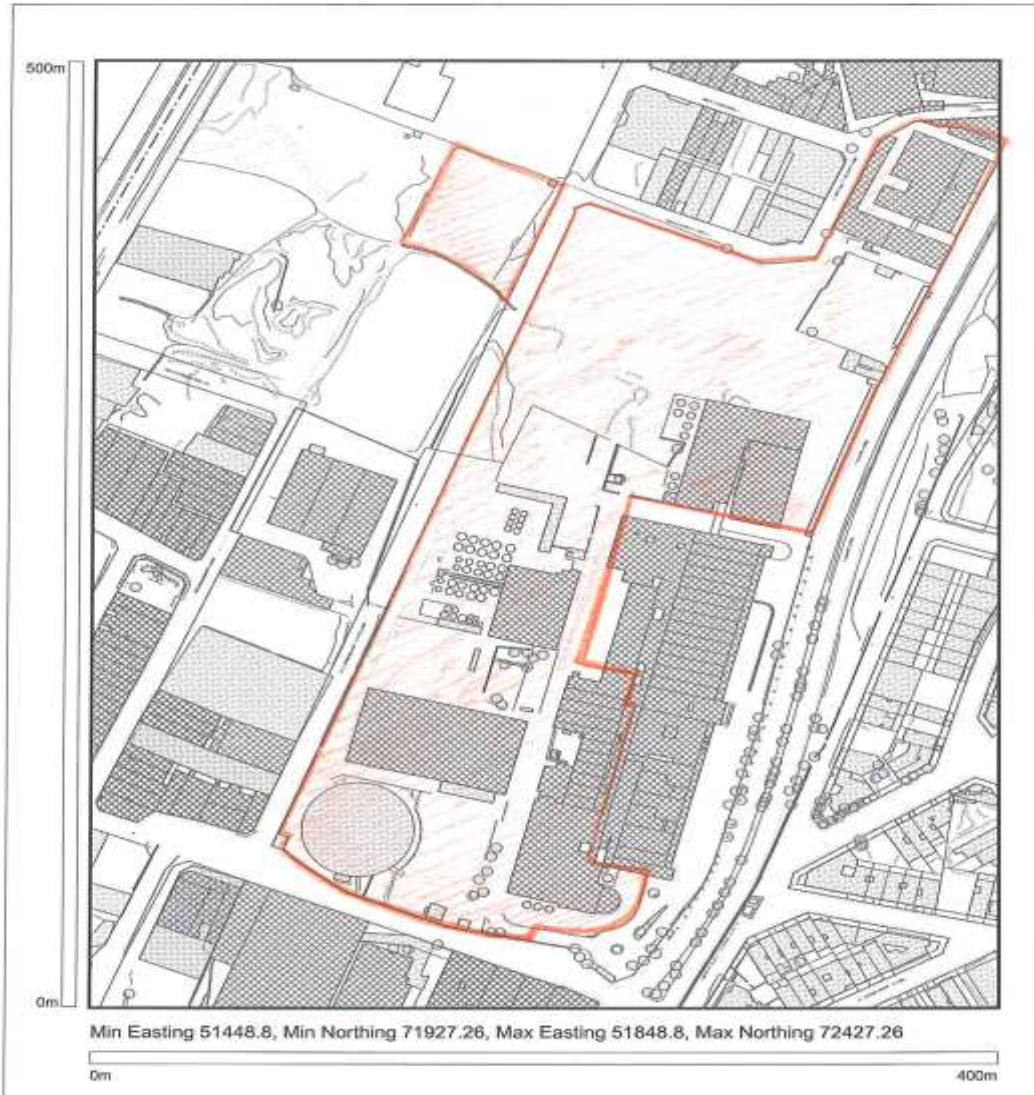 500m
0m
Min Easting 51448.8, Min Northing 71927.26, Max Easting 51848.8, Max Northing 72427.26
0m
400m